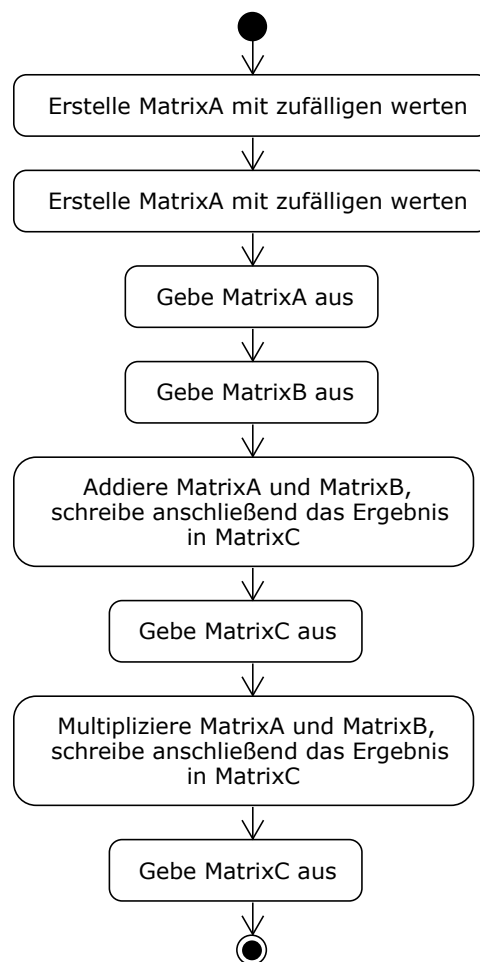 Erstelle MatrixA mit zufälligen werten
Erstelle MatrixA mit zufälligen werten
Gebe MatrixA aus
Gebe MatrixB aus
Addiere MatrixA und MatrixB,
schreibe anschließend das Ergebnis
in MatrixC
Gebe MatrixC aus
Multipliziere MatrixA und MatrixB,
schreibe anschließend das Ergebnis
in MatrixC
Gebe MatrixC aus